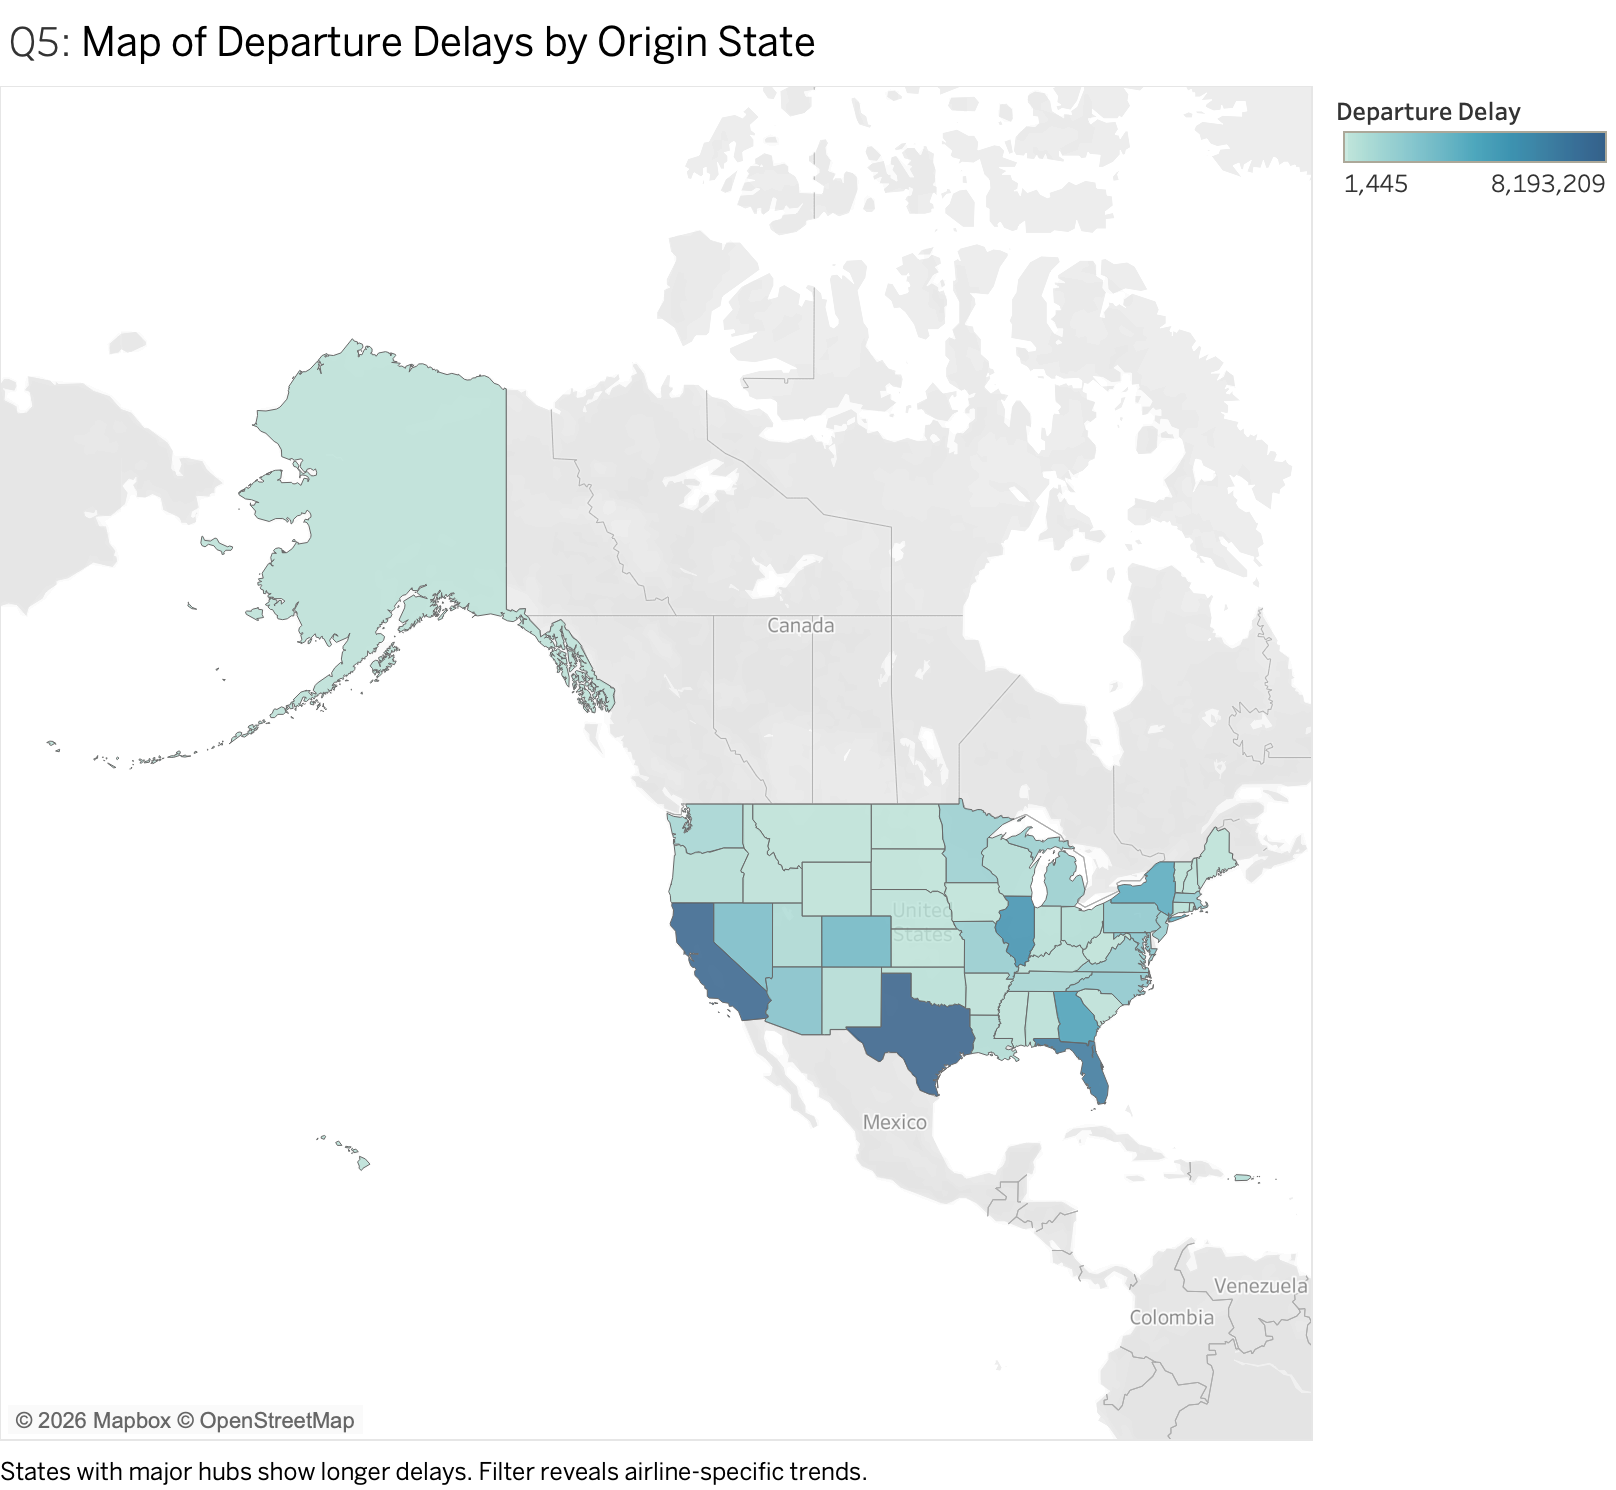 Q5: Map of Departure Delays by Origin State
Departure Delay
1,445 8,193,209
Canada
United
States
Mexico
Venezuela
Colombia
© 2026 Mapbox © OpenStreetMap
States with major hubs show longer delays. Filter reveals airline-specific trends.